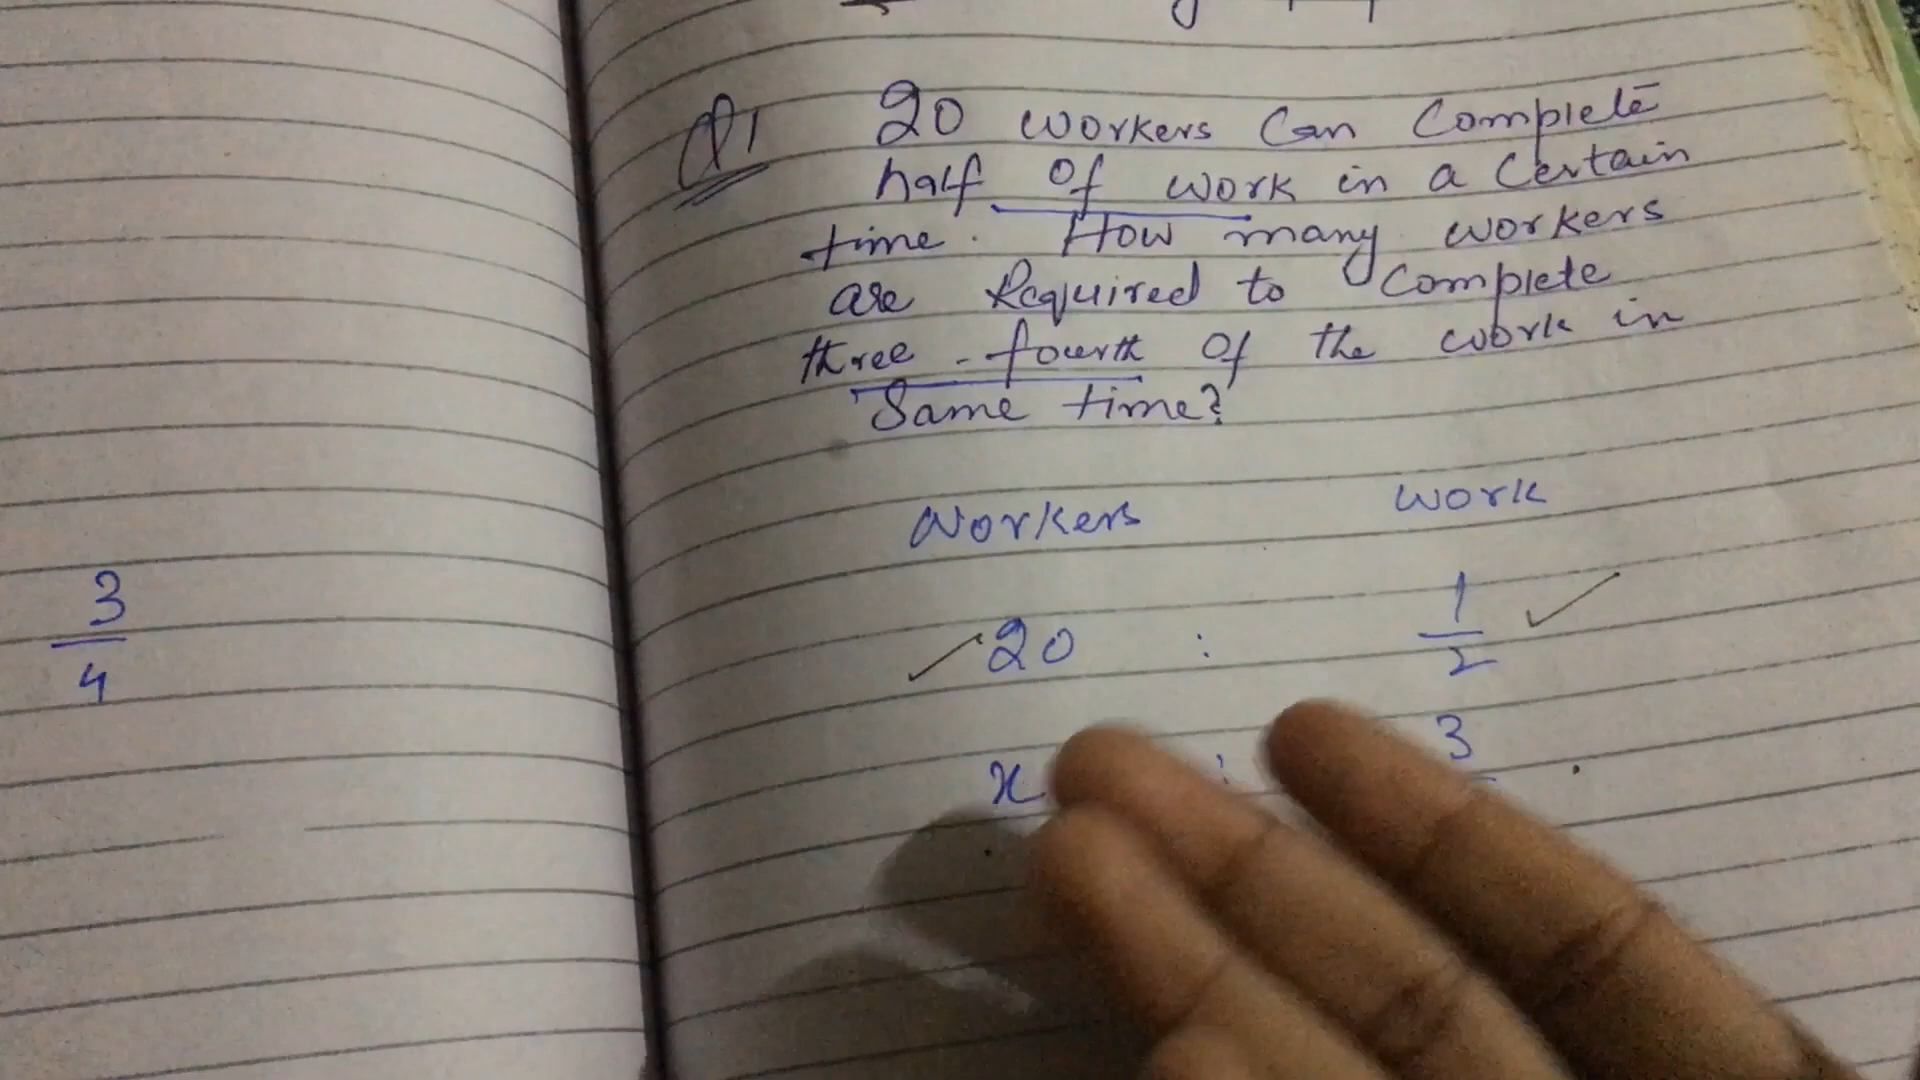 Q1 20 workers Can Complete
half of work in a Certain
time. How many workers
are Required to Complete
three-fourth of the work in
Same time?
Workers work
20 : 1/2
x : 3
3/4